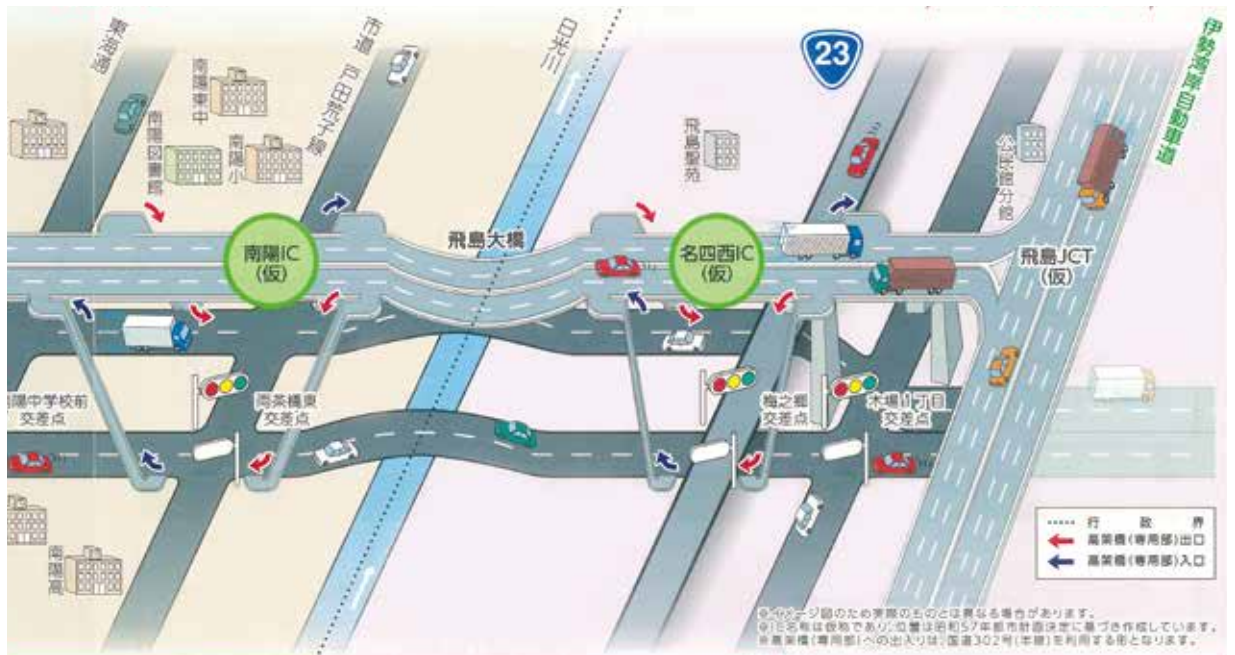 東海通
南陽東中
南陽図書館
南陽小
市道 戸田荒子線
日光川
23
飛島聖苑
公民館分館
伊勢湾岸自動車道
南陽IC
(仮)
飛島大橋
名四西IC
(仮)
飛島JCT
(仮)
陽中学校前
交差点
南茶橋東
交差点
梅之郷
交差点
木場1丁目
交差点
南陽高
行政界
高架橋(専用部)出口
高架橋(専用部)入口
※イメージ図のため実際のものとは異なる場合があります。
※IC名称は仮称であり、位置は昭和57年都市計画決定に基づき作成しています。
※高架橋(専用部)への出入りは、国道302号(半線)を利用する形となります。